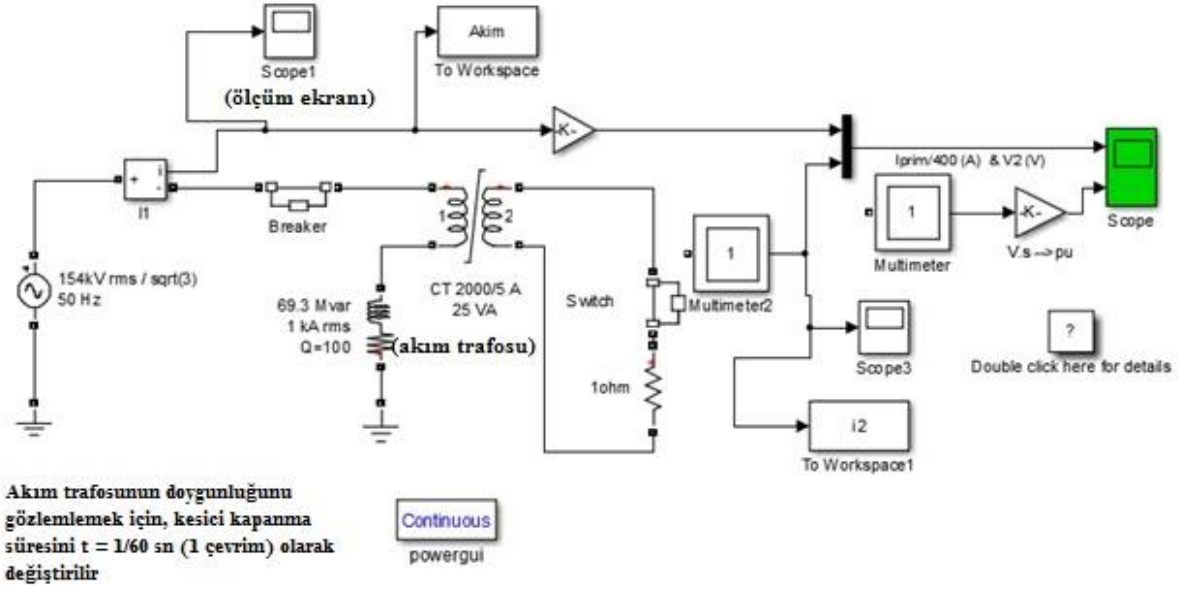 Scope1
(ölçüm ekranı)
Akim
To Workspace
-K-
Iprim/400 (A) & V2 (V)
Scope
+
i
-
I1
Breaker
1
2
1
Multimeter
-K-
V.s-->pu
154kV rms / sqrt(3)
50 Hz
CT 2000/5 A
25 VA
69.3 Mvar
1 kA rms
Q=100
(akım trafosu)
Switch
1
Multimeter2
1ohm
Scope3
?
Double click here for details
i2
To Workspace1
Akım trafosunun doygunluğunu
gözlemlemek için, kesici kapanma
süresini t = 1/60 sn (1 çevrim) olarak
değiştirilir
Continuous
powergui